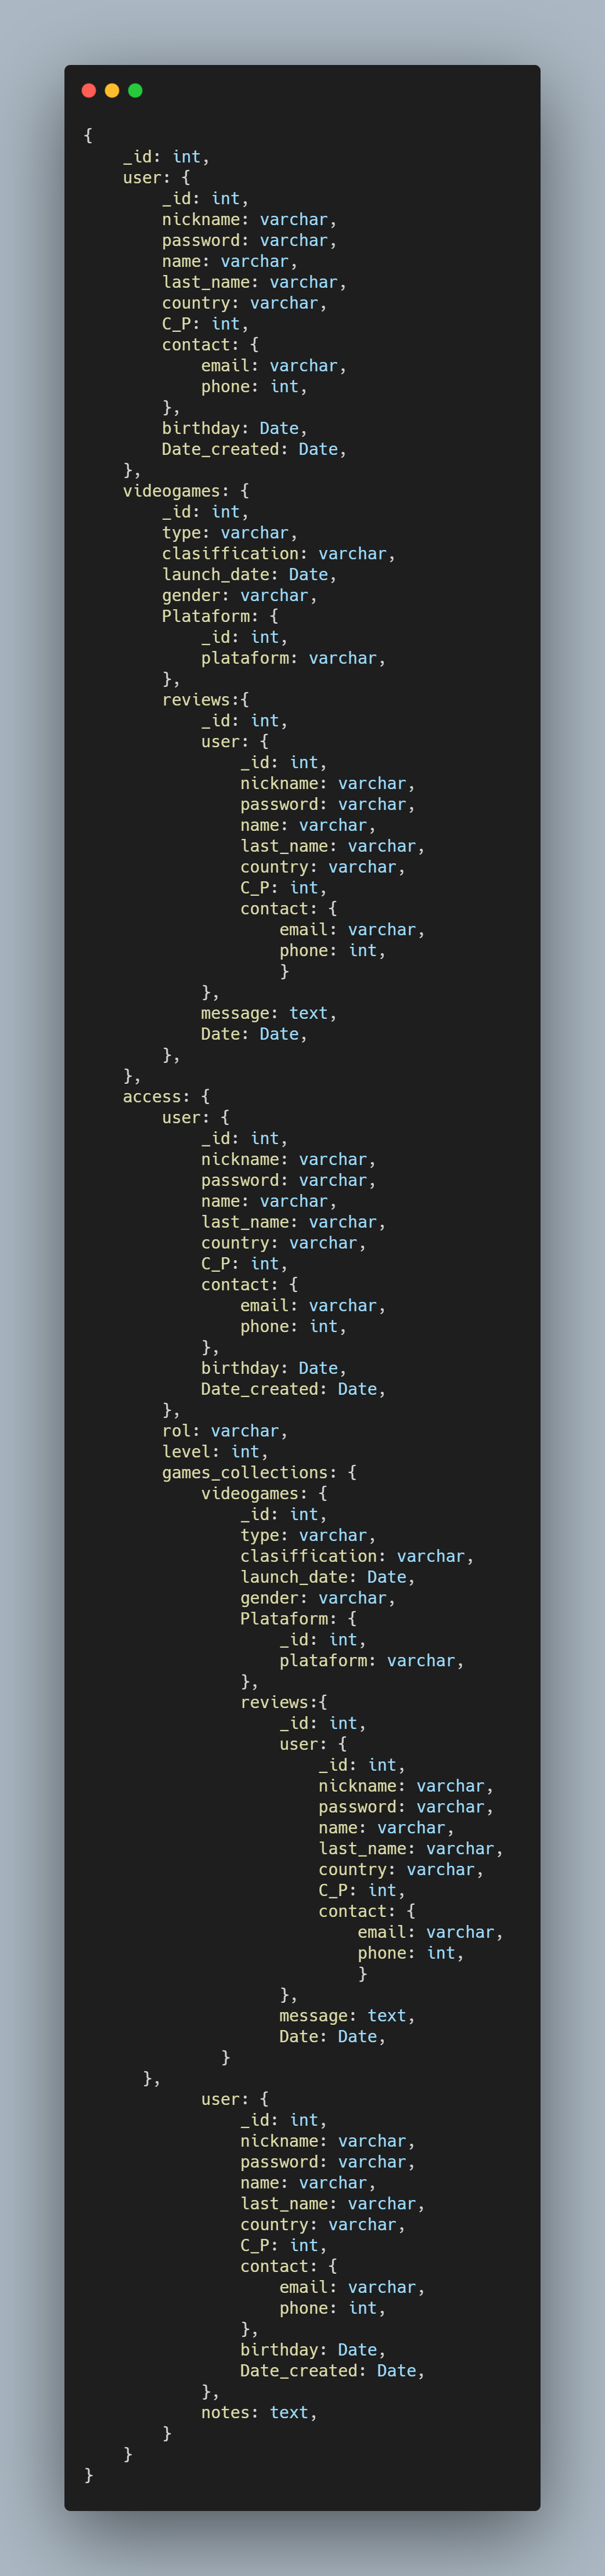 {
    _id: int,
    user: {
        _id: int,
        nickname: varchar,
        password: varchar,
        name: varchar,
        last_name: varchar,
        country: varchar,
        C_P: int,
        contact: {
            email: varchar,
            phone: int,
        },
        birthday: Date,
        Date_created: Date,
    },
    videogames: {
        _id: int,
        type: varchar,
        clasiffication: varchar,
        launch_date: Date,
        gender: varchar,
        Plataform: {
            _id: int,
            plataform: varchar,
        },
        reviews:{
            _id: int,
            user: {
                _id: int,
                nickname: varchar,
                password: varchar,
                name: varchar,
                last_name: varchar,
                country: varchar,
                C_P: int,
                contact: {
                    email: varchar,
                    phone: int,
                    }
            },
            message: text,
            Date: Date,
        },
    },
    access: {
        user: {
            _id: int,
            nickname: varchar,
            password: varchar,
            name: varchar,
            last_name: varchar,
            country: varchar,
            C_P: int,
            contact: {
                email: varchar,
                phone: int,
            },
            birthday: Date,
            Date_created: Date,
        },
        rol: varchar,
        level: int,
        games_collections: {
            videogames: {
                _id: int,
                type: varchar,
                clasiffication: varchar,
                launch_date: Date,
                gender: varchar,
                Plataform: {
                    _id: int,
                    plataform: varchar,
                },
                reviews:{
                    _id: int,
                    user: {
                        _id: int,
                        nickname: varchar,
                        password: varchar,
                        name: varchar,
                        last_name: varchar,
                        country: varchar,
                        C_P: int,
                        contact: {
                            email: varchar,
                            phone: int,
                            }
                    },
                    message: text,
                    Date: Date,
              }
      },
            user: {
                _id: int,
                nickname: varchar,
                password: varchar,
                name: varchar,
                last_name: varchar,
                country: varchar,
                C_P: int,
                contact: {
                    email: varchar,
                    phone: int,
                },
                birthday: Date,
                Date_created: Date,
            },
            notes: text,
        }
    }
}